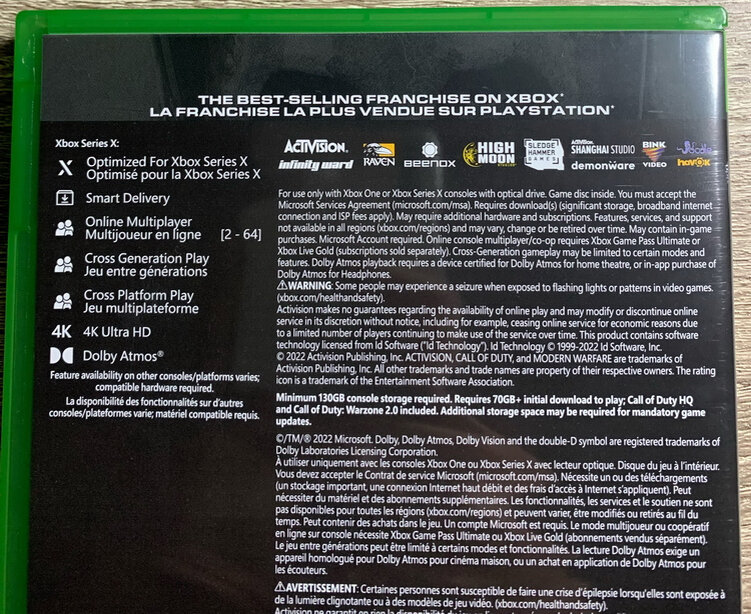 THE BEST-SELLING FRANCHISE ON XBOX*
LA FRANCHISE LA PLUS VENDUE SUR PLAYSTATION*
Xbox Series X:
Optimized For Xbox Series X
Optimisé pour la Xbox Series X
Smart Delivery
Online Multiplayer
Multijoueur en ligne [2 - 64]
Cross Generation Play
Jeu entre générations
Cross Platform Play
Jeu multiplateforme
4K 4K Ultra HD
Dolby Atmos®
Feature availability on other consoles/platforms varies;
compatible hardware required.
La disponibilité des fonctionnalités sur d'autres
consoles/plateformes varie; matériel compatible requis.
ACTIVISION.
infinity ward
RAVEN
BEENOX
HIGH
MOON
STUDIOS
SLEDGE
HAMMER
GAMES
ACTIVISION
SHANGHAI STUDIO
demonware
BINK
VIDEO
havok
For use only with Xbox One or Xbox Series X consoles with optical drive. Game disc inside. You must accept the
Microsoft Services Agreement (microsoft.com/msa). Requires download(s) (significant storage, broadband internet
connection and ISP fees apply). May require additional hardware and subscriptions. Features, services, and support
not available in all regions (xbox.com/regions) and may vary, change or be retired over time. May contain in-game
purchases. Microsoft Account required. Online console multiplayer/co-op requires Xbox Game Pass Ultimate or
Xbox Live Gold (subscriptions sold separately). Cross-Generation gameplay may be limited to certain modes and
features. Dolby Atmos playback requires a device certified for Dolby Atmos for home theatre, or in-app purchase of
Dolby Atmos for Headphones.
⚠WARNING: Some people may experience a seizure when exposed to flashing lights or patterns in video games.
(xbox.com/healthandsafety).
Activision makes no guarantees regarding the availability of online play and may modify or discontinue online
service in its discretion without notice, including for example, ceasing online service for economic reasons due
to a limited number of players continuing to make use of the service over time. This product contains software
technology licensed from Id Software ("Id Technology"). Id Technology © 1999-2022 Id Software, Inc.
© 2022 Activision Publishing, Inc. ACTIVISION, CALL OF DUTY, and MODERN WARFARE are trademarks of
Activision Publishing, Inc. All other trademarks and trade names are property of their respective owners. The rating
icon is a trademark of the Entertainment Software Association.
Minimum 130GB console storage required. Requires 70GB+ initial download to play; Call of Duty HQ
and Call of Duty: Warzone 2.0 included. Additional storage space may be required for mandatory game
updates.
©/TM/® 2022 Microsoft. Dolby, Dolby Atmos, Dolby Vision and the double-D symbol are registered trademarks of
Dolby Laboratories Licensing Corporation.
À utiliser uniquement avec les consoles Xbox One ou Xbox Series X avec lecteur optique. Disque du jeu à l'intérieur.
Vous devez accepter le Contrat de service Microsoft (microsoft.com/msa). Nécessite un ou des téléchargements
(un stockage important, une connexion Internet haut débit et des frais d'accès à Internet s'appliquent). Peut
nécessiter du matériel et des abonnements supplémentaires. Les fonctionnalités, les services et le soutien ne sont
pas disponibles pour toutes les régions (xbox.com/regions) et peuvent varier, être modifiés ou retirés au fil du
temps. Peut contenir des achats dans le jeu. Un compte Microsoft est requis. Le mode multijoueur ou coopératif
en ligne sur console nécessite Xbox Game Pass Ultimate ou Xbox Live Gold (abonnements vendus séparément).
Le jeu entre générations peut être limité à certains modes et fonctionnalités. La lecture Dolby Atmos exige un
appareil homologué pour Dolby Atmos pour cinéma maison, ou un achat en application de Dolby Atmos pour
les écouteurs.
⚠AVERTISSEMENT: Certaines personnes sont susceptible de faire une crise d'épilepsie lorsqu'elles sont exposée à
de la lumière clignotante ou à des modèles de jeu vidéo. (xbox.com/healthandsafety).